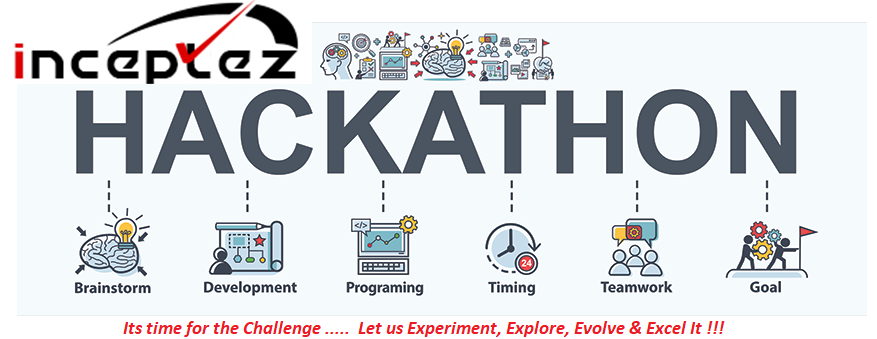 inceptez
HACKATHON
</>
24
Brainstorm Development Programing Timing Teamwork Goal
Its time for the Challenge ..... Let us Experiment, Explore, Evolve & Excel It !!!